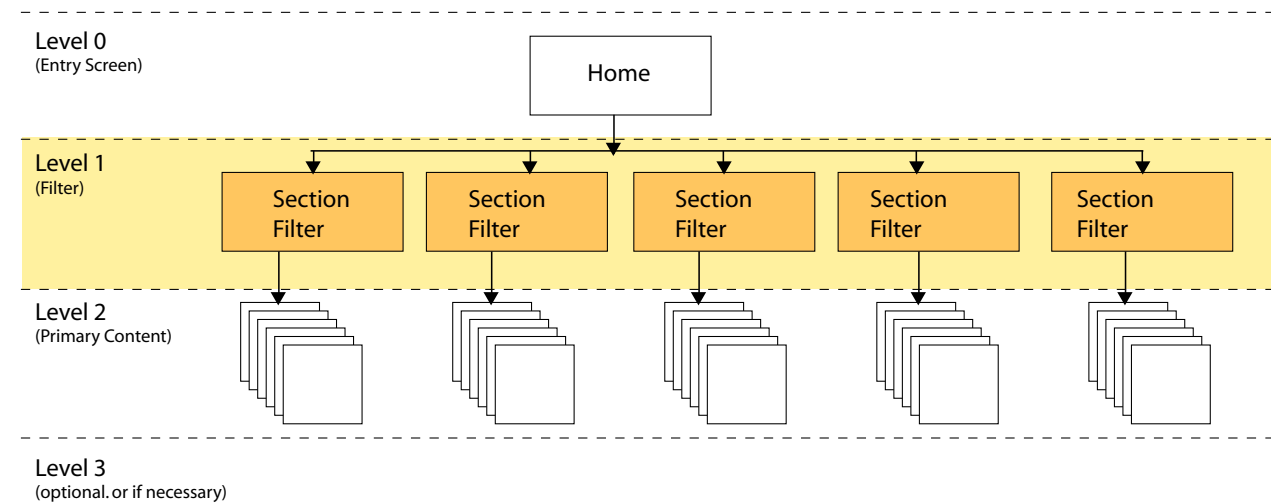 Level 0
(Entry Screen)
Home
Level 1
(Filter)
Section
Filter
Section
Filter
Section
Filter
Section
Filter
Section
Filter
Level 2
(Primary Content)
Level 3
(optional. or if necessary)